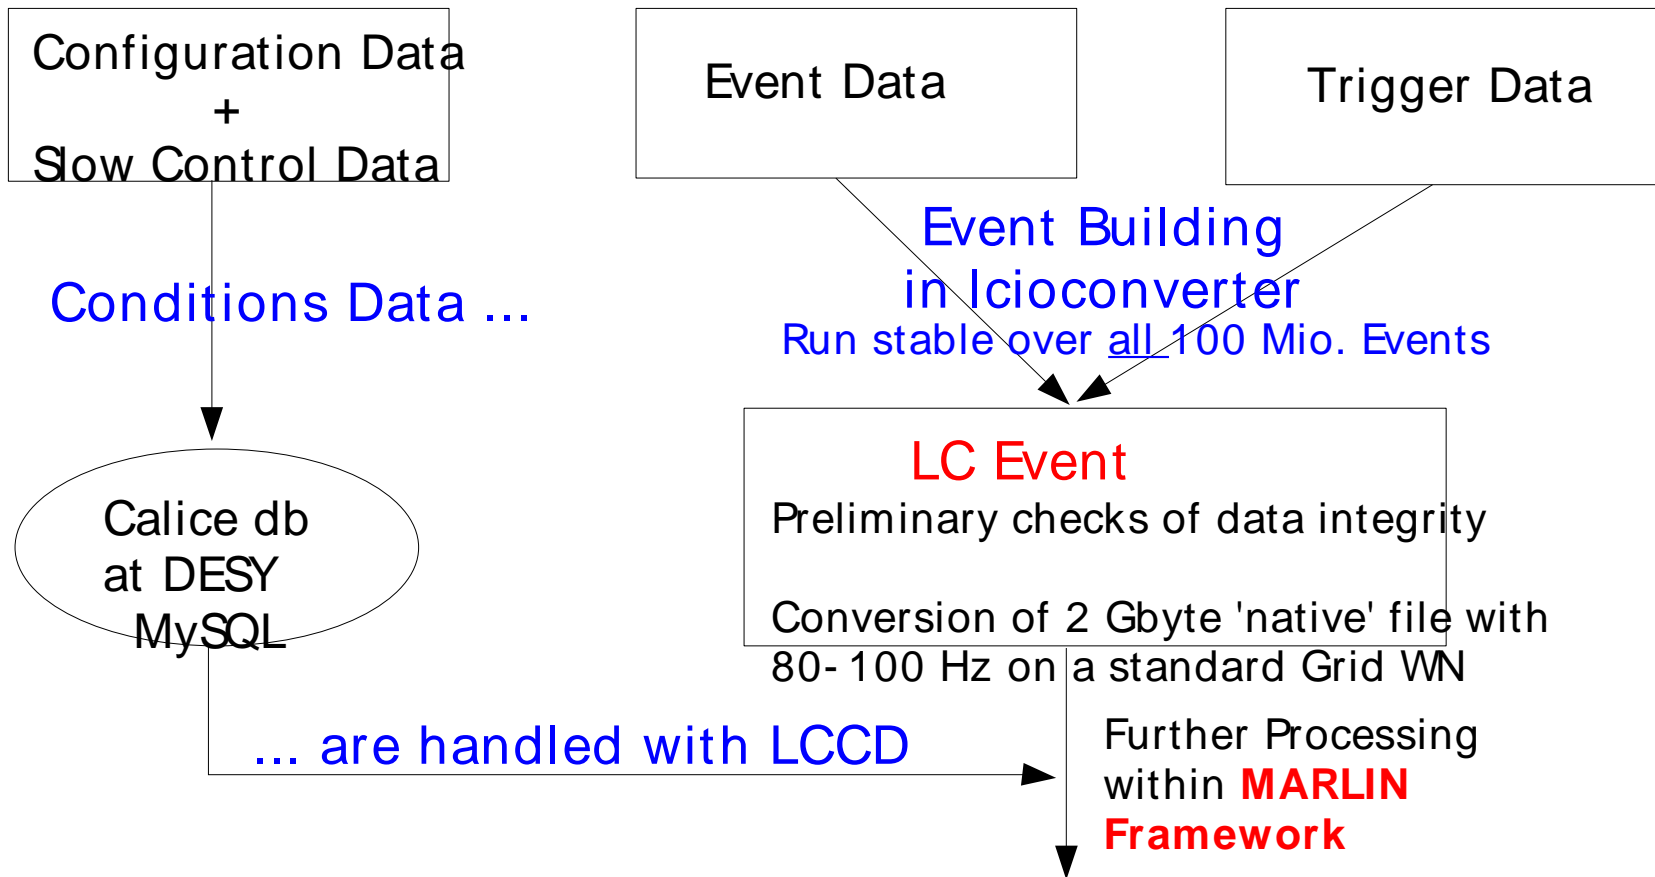 Configuration Data
+
Slow Control Data
Event Data
Trigger Data
Event Building
in lcioconverter
Run stable over all 100 Mio. Events
Conditions Data ...
LC Event
Preliminary checks of data integrity
Conversion of 2 Gbyte 'native' file with
80-100 Hz on a standard Grid WN
Calice db
at DESY
MySQL
... are handled with LCCD
Further Processing
within MARLIN
Framework